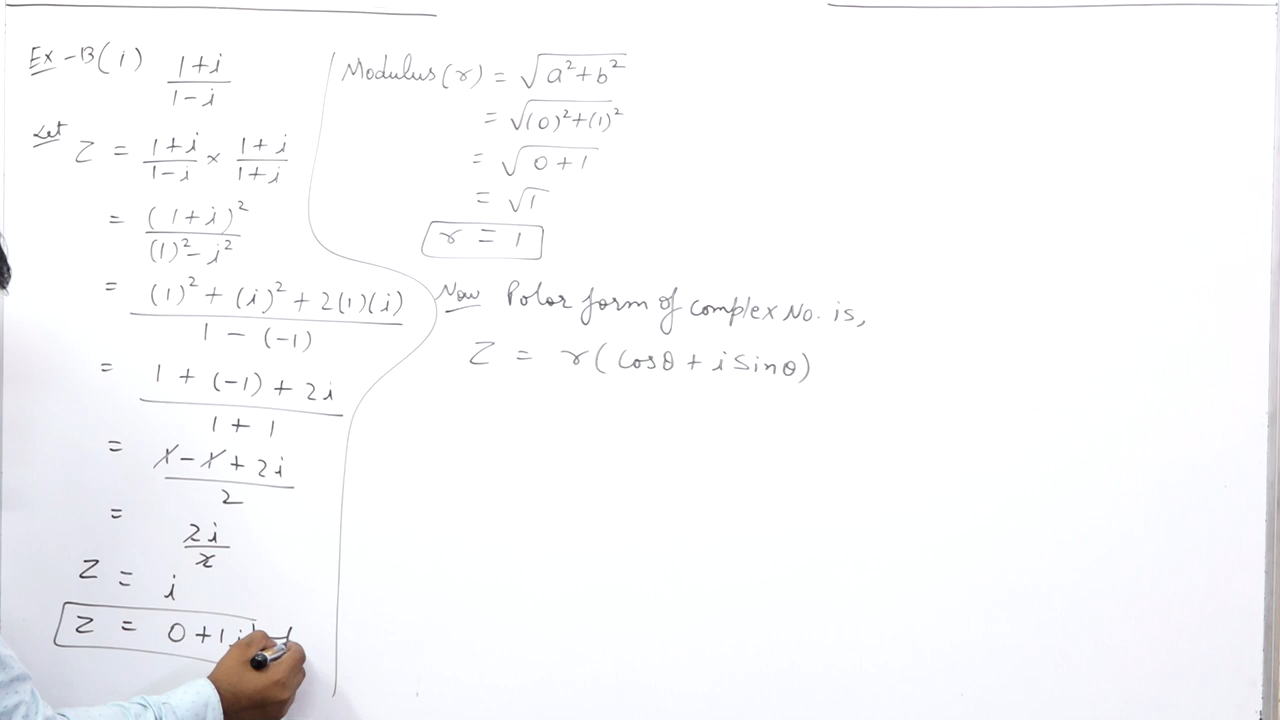 Ex-13(i) 1+i / 1-i
Let Z = 1+i / 1-i × 1+i / 1+i
= (1+i)² / (1)²-i²
= (1)²+(i)²+2(1)(i) / 1-(-1)
= 1+(-1)+2i / 1+1
= 1-1+2i / 2
= 2i / 2
Z = i
Z = 0+1i
Modulus(r) = √a²+b²
= √(0)²+(1)²
= √0+1
= √1
r = 1
Now Polar form of complex No. is,
Z = r(cosθ + i sinθ)